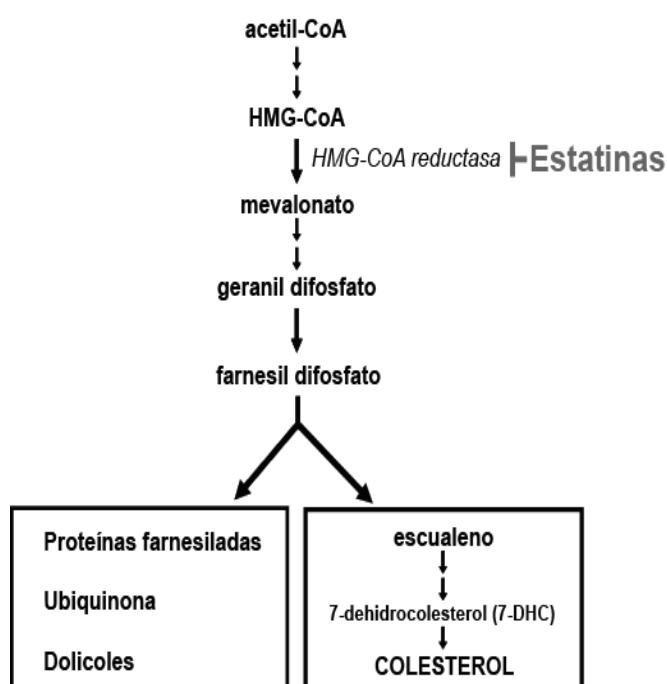 acetil-CoA
HMG-CoA
HMG-CoA reductasa Estatinas
mevalonato
geranil difosfato
farnesil difosfato
Proteínas farnesiladas
Ubiquinona
Dolicoles
escualeno
7-dehidrocolesterol (7-DHC)
COLESTEROL